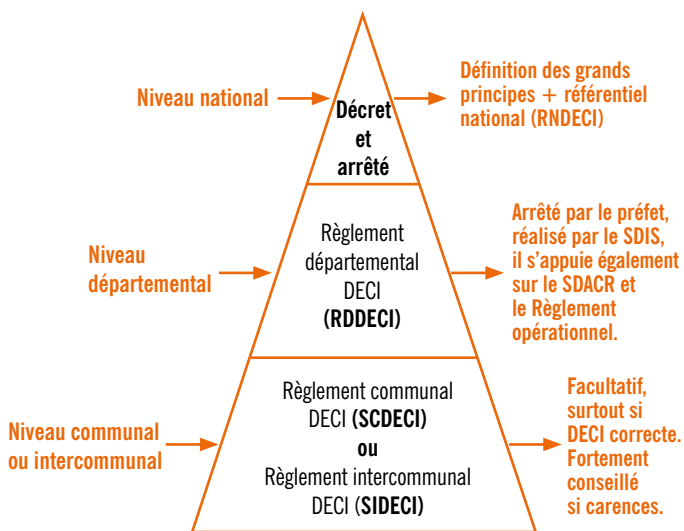 Niveau national
Décret
et
arrêté
Définition des grands
principes + référentiel
national (RNDECI)
Niveau
départemental
Règlement
départemental
DECI
(RDDECI)
Arrêté par le préfet,
réalisé par le SDIS,
il s'appuie également
sur le SDACR et
le Règlement
opérationnel.
Niveau communal
ou intercommunal
Règlement communal
DECI (SCDECI)
ou
Règlement intercommunal
DECI (SIDECI)
Facultatif,
surtout si
DECI correcte.
Fortement
conseillé
si carences.